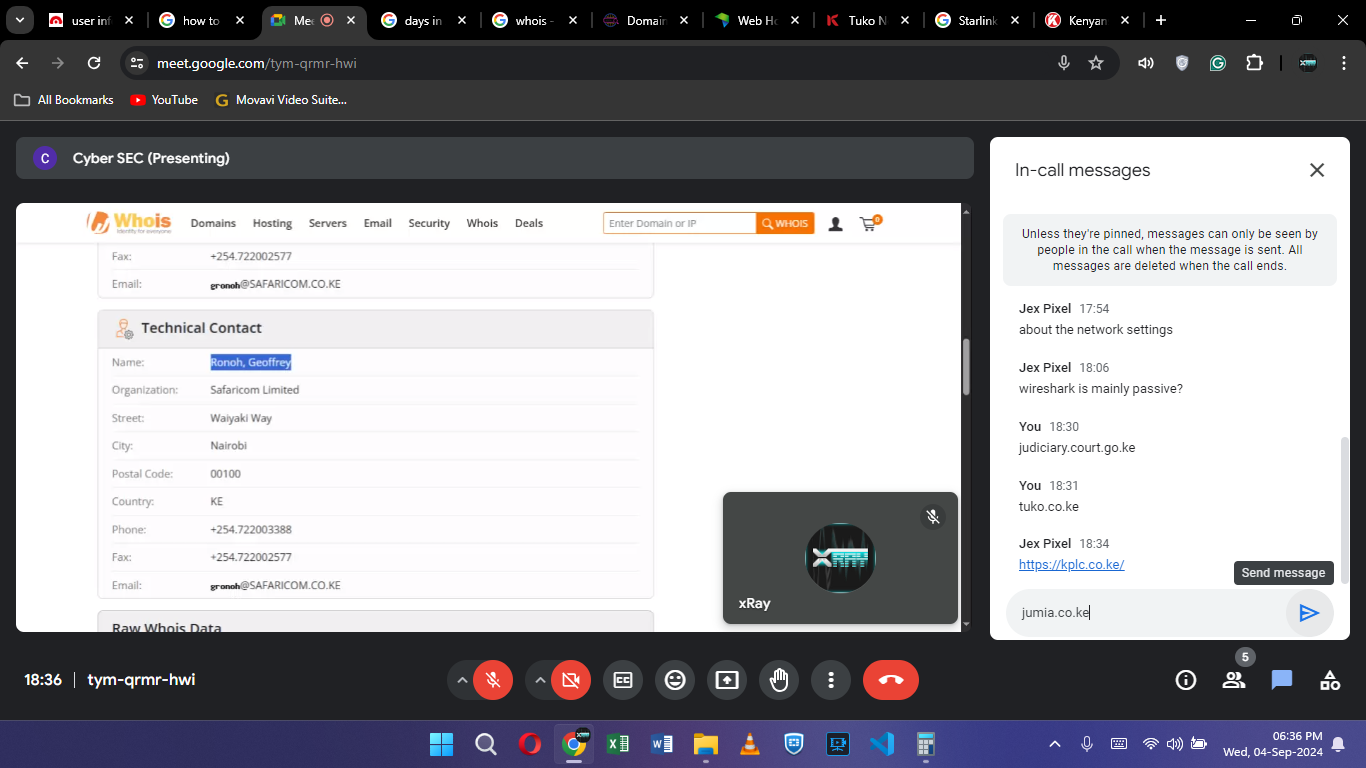 user inf
how to
Mee
days in
whois -
Domain
Web Ho
Tuko N
Starlink
Kenyan
meet.google.com/tym-qrmr-hwi
All Bookmarks
YouTube
Movavi Video Suite...
C
Cyber SEC (Presenting)
Whois
Identity for everyone
Domains
Hosting
Servers
Email
Security
Whois
Deals
Enter Domain or IP
WHOIS
0
Fax: +254.722002577
Email: gronoh@SAFARICOM.CO.KE
Technical Contact
Name: Ronoh, Geoffrey
Organization: Safaricom Limited
Street: Waiyaki Way
City: Nairobi
Postal Code: 00100
Country: KE
Phone: +254.722003388
Fax: +254.722002577
Email: gronoh@SAFARICOM.CO.KE
Raw Whois Data
XRAY
xRay
In-call messages
Unless they're pinned, messages can only be seen by
people in the call when the message is sent. All
messages are deleted when the call ends.
Jex Pixel 17:54
about the network settings
Jex Pixel 18:06
wireshark is mainly passive?
You 18:30
judiciary.court.go.ke
You 18:31
tuko.co.ke
Jex Pixel 18:34
https://kplc.co.ke/
Send message
jumia.co.ke
18:36 | tym-qrmr-hwi
5
06:36 PM
Wed, 04-Sep-2024